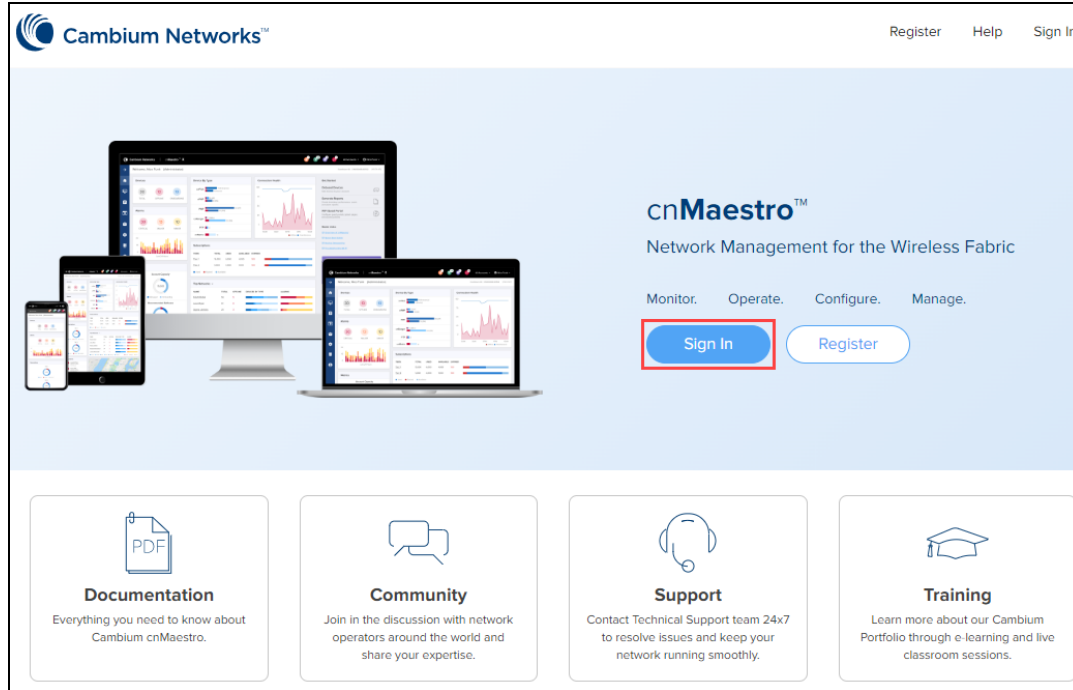 Cambium Networks™
Register Help Sign In
cnMaestro™
Network Management for the Wireless Fabric
Monitor. Operate. Configure. Manage.
Sign In Register
PDF
Documentation
Everything you need to know about
Cambium cnMaestro.
Community
Join in the discussion with network
operators around the world and
share your expertise.
Support
Contact Technical Support team 24x7
to resolve issues and keep your
network running smoothly.
Training
Learn more about our Cambium
Portfolio through e-learning and live
classroom sessions.